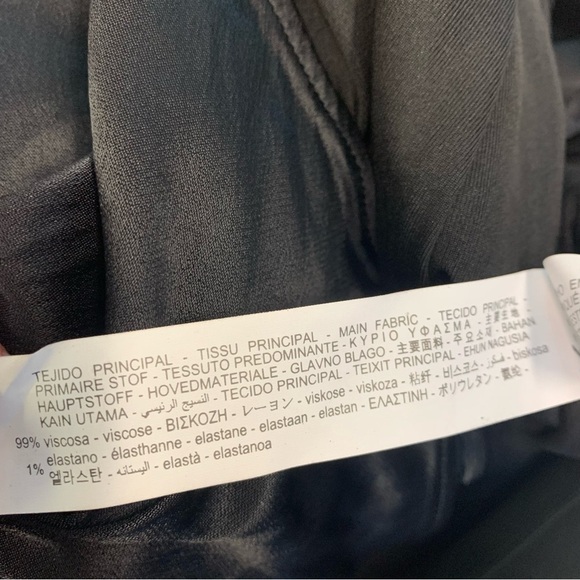 TEJIDO PRINCIPAL - TISSU PRINCIPAL - MAIN FABRIC - TECIDO PRINCIPAL -
PRIMAIRE STOF - TESSUTO PREDOMINANTE - ΚΥΡΙΟ ΥΦΑΣΜΑ - 主要生地 -
HAUPTSTOFF - HOVEDMATERIALE - GLAVNO BLAGO - 主要面料 - 주요소재 - BAHAN
KAIN UTAMA - النسيج الرئيسي - TECIDO PRINCIPAL - TEIXIT PRINCIPAL - EHUN NAGUSIA
99% viscosa - viscose - ΒΙΣΚΟΖΗ - レーヨン - viskose - viskoza - 粘纤 - 비스코스 - فسكوز - biskosa
1% elastano - élasthanne - elastane - elastaan - elastan - ΕΛΑΣΤΙΝΗ - ポリウレタン - 氨纶 -
엘라스탄 - اليستانه - elastà - elastanoa